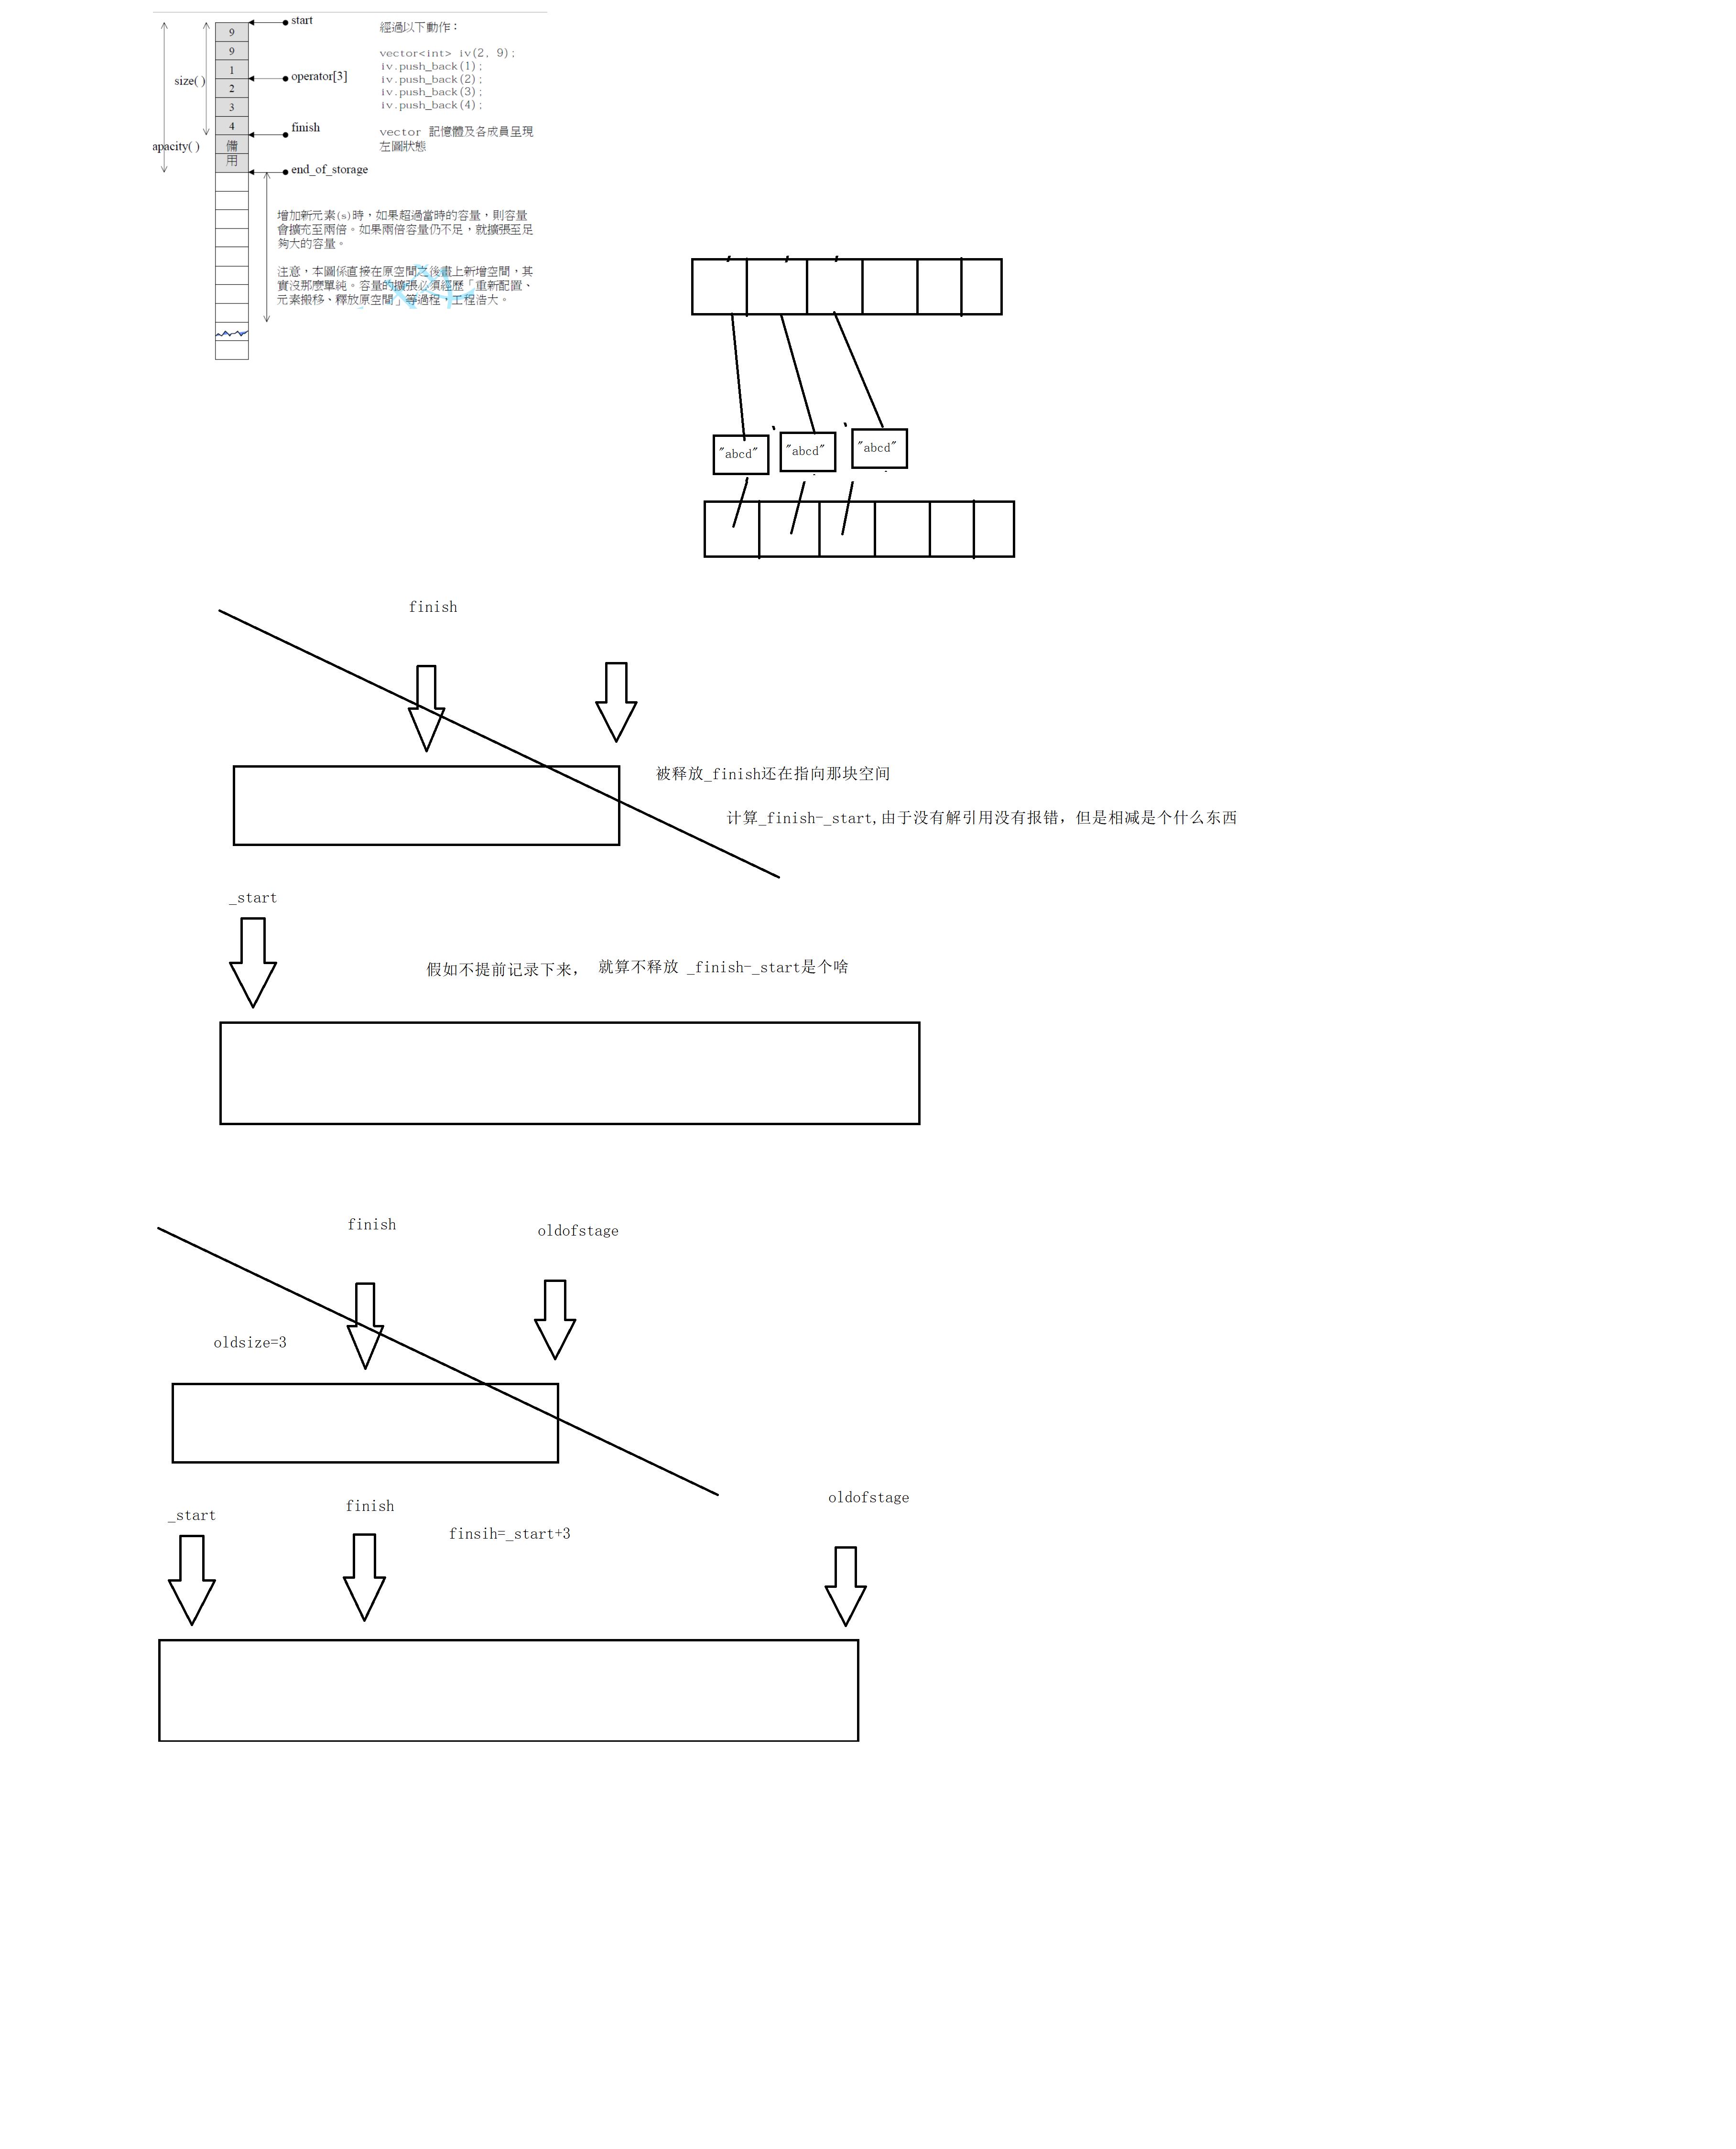 start
9
9
1
operator[3]
size( )
2
3
4
finish
apacity( )
備
用
end_of_storage
經過以下動作：
vector<int> iv(2, 9);
iv.push_back(1);
iv.push_back(2);
iv.push_back(3);
iv.push_back(4);
vector 記憶體及各成員呈現
左圖狀態
增加新元素(s)時，如果超過當時的容量，則容量
會擴充至兩倍。如果兩倍容量仍不足，就擴張至足
夠大的容量。
注意，本圖係直接在原空間之後畫上新增空間，其
實沒那麼單純。容量的擴張必須經歷「重新配置、
元素搬移、釋放原空間」等過程，工程浩大。
"abcd"
"abcd"
"abcd"
finish
被释放_finish还在指向那块空间
计算_finish-_start,由于没有解引用没有报错，但是相减是个什么东西
_start
假如不提前记录下来，
就算不释放 _finish-_start是个啥
finish
oldofstage
oldsize=3
_start
finish
finsih=_start+3
oldofstage